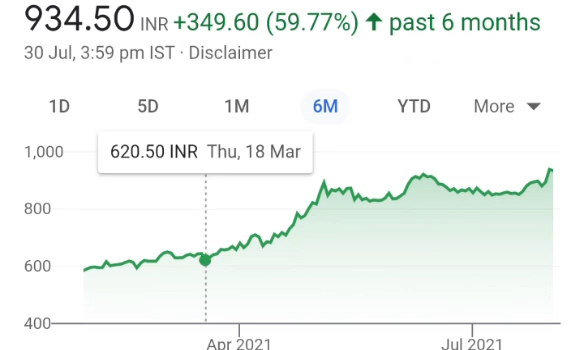 934.50 INR +349.60 (59.77%) ↑ past 6 months
30 Jul, 3:59 pm IST · Disclaimer
1D 5D 1M 6M YTD More
620.50 INR Thu, 18 Mar
1,000
800
600
400
Apr 2021 Jul 2021